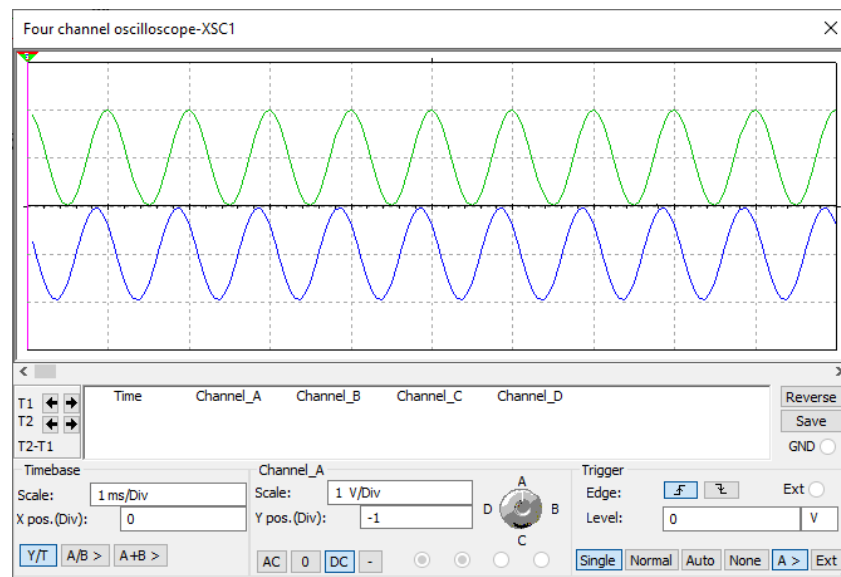 Four channel oscilloscope-XSC1
Time Channel_A Channel_B Channel_C Channel_D
T1
T2
T2-T1
Reverse
Save
GND
Timebase
Scale: 1 ms/Div
X pos.(Div): 0
Y/T A/B > A+B >
Channel_A
Scale: 1 V/Div
Y pos.(Div): -1
AC 0 DC -
A
D B
C
Trigger
Edge: Ext
Level: 0 V
Single Normal Auto None A > Ext